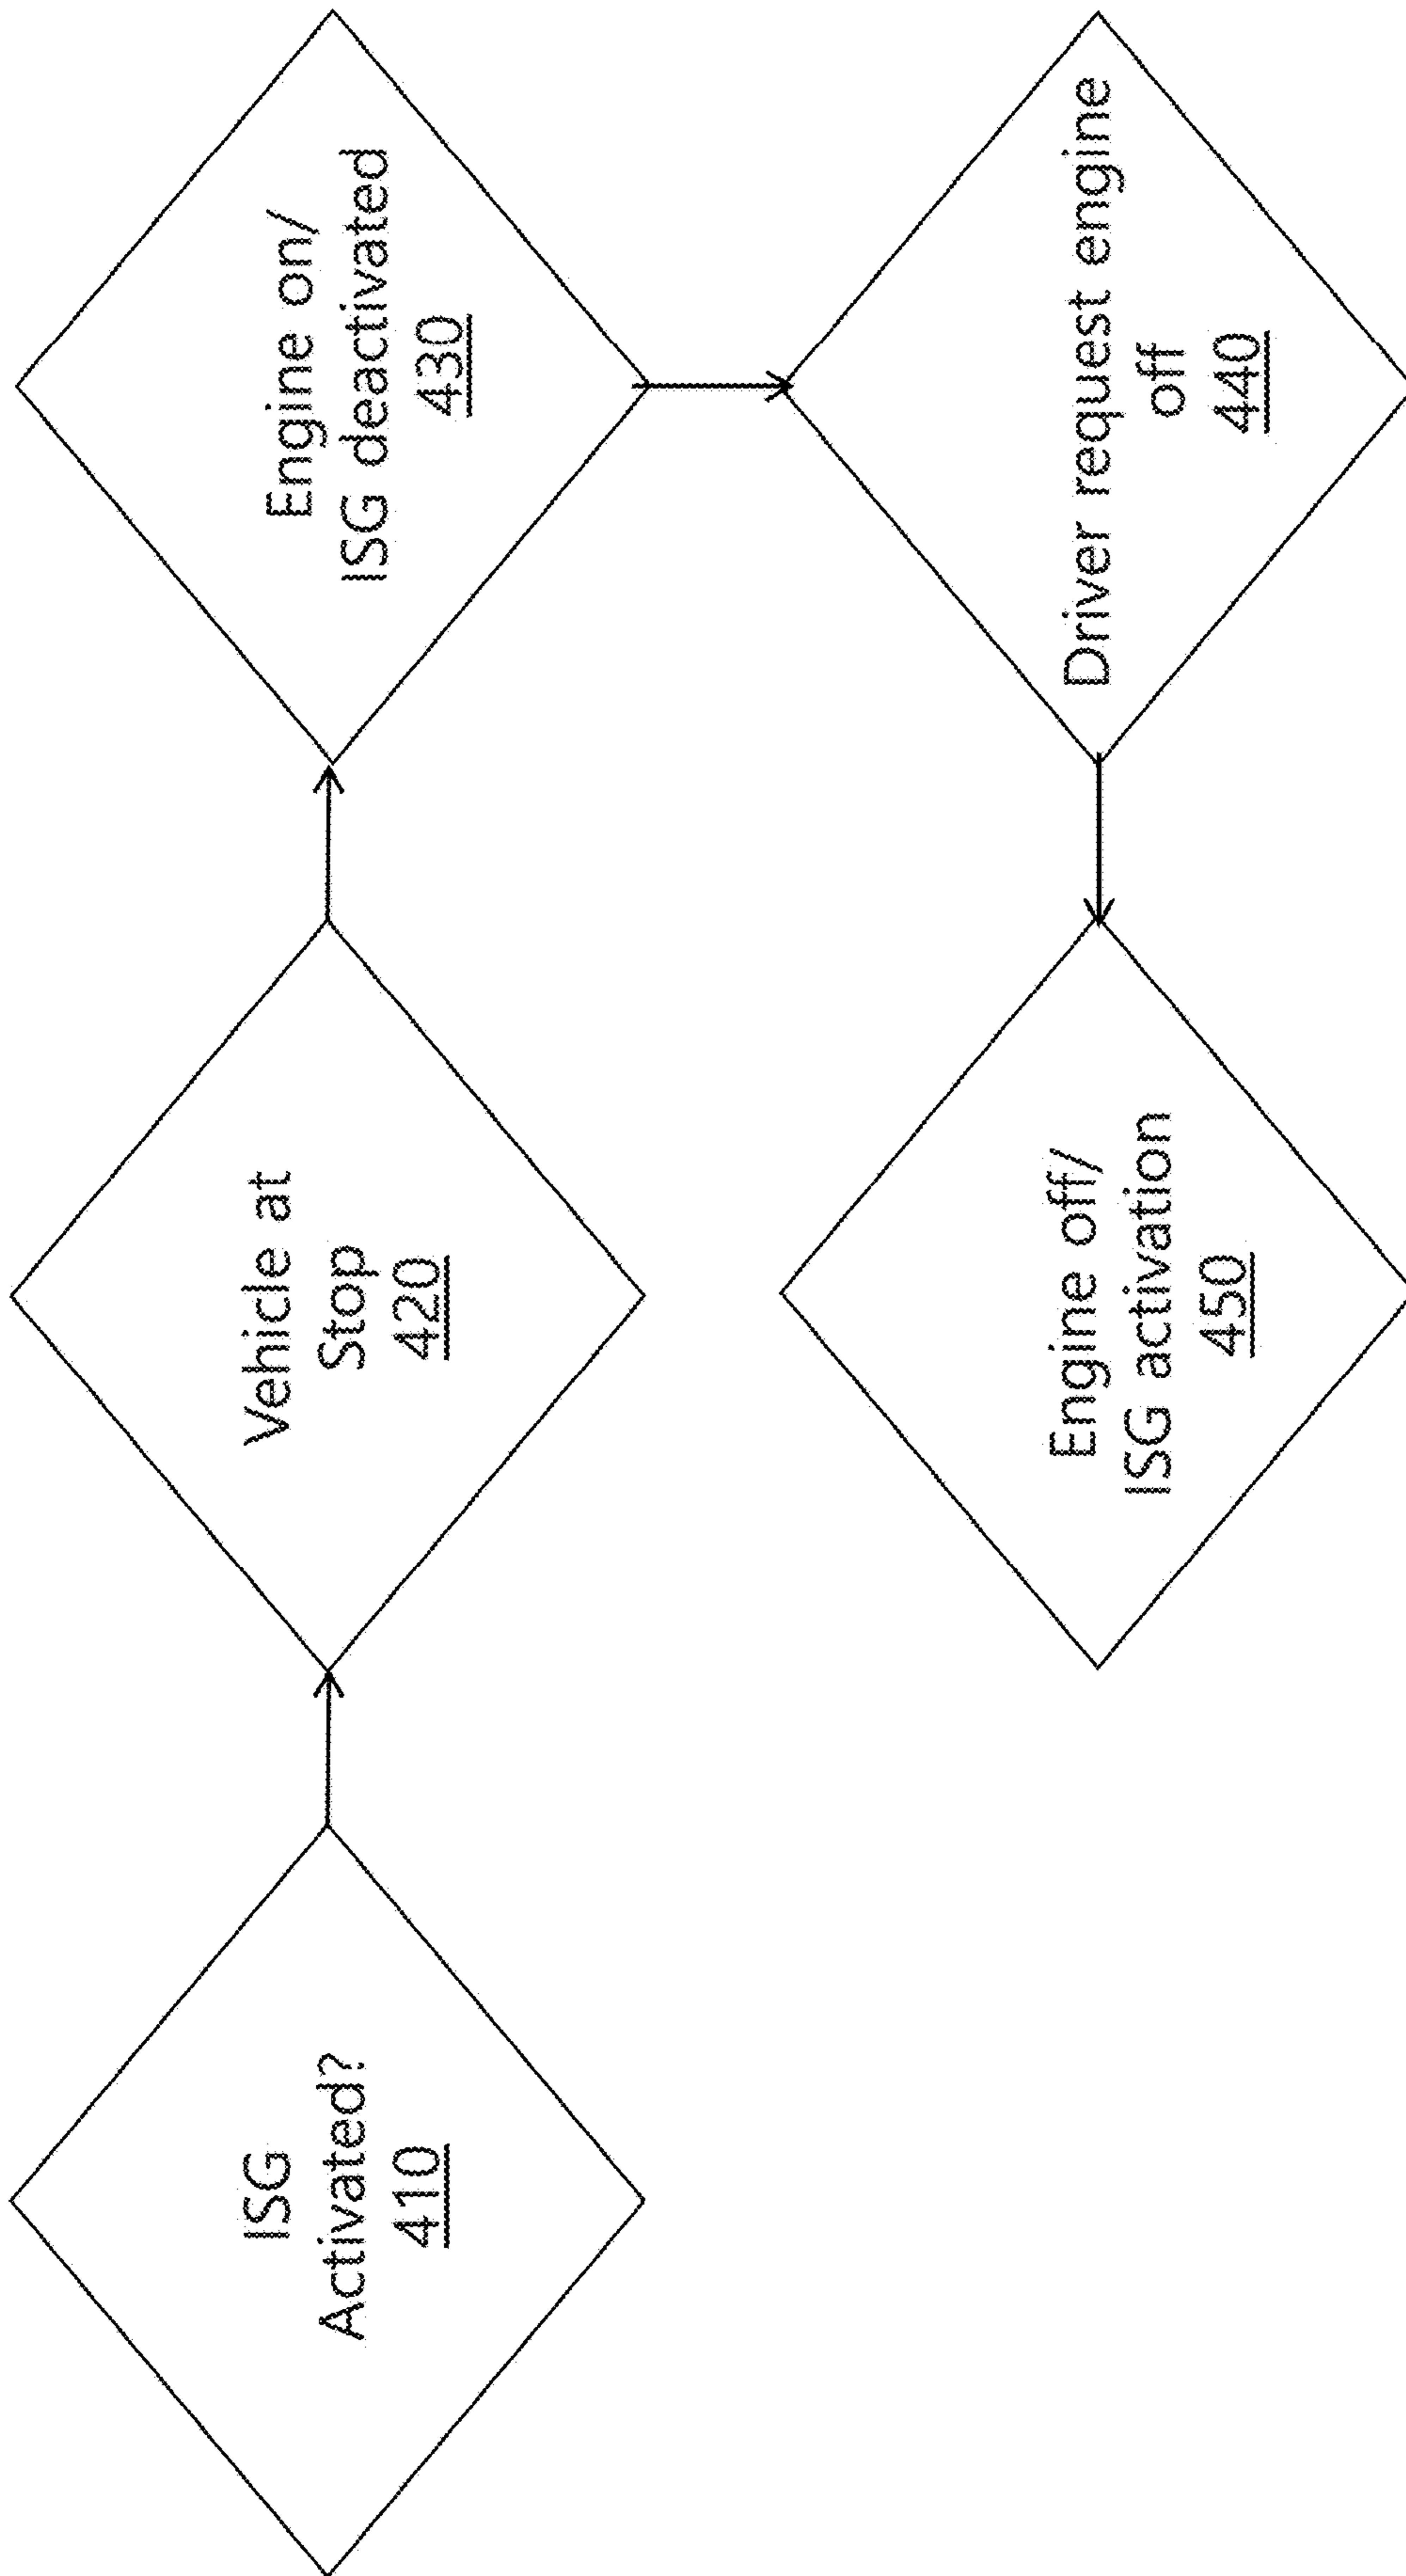 ISG
Activated?
410
Vehicle at
Stop
420
Engine on/
ISG deactivated
430
Driver request engine
off
440
Engine off/
ISG activation
450